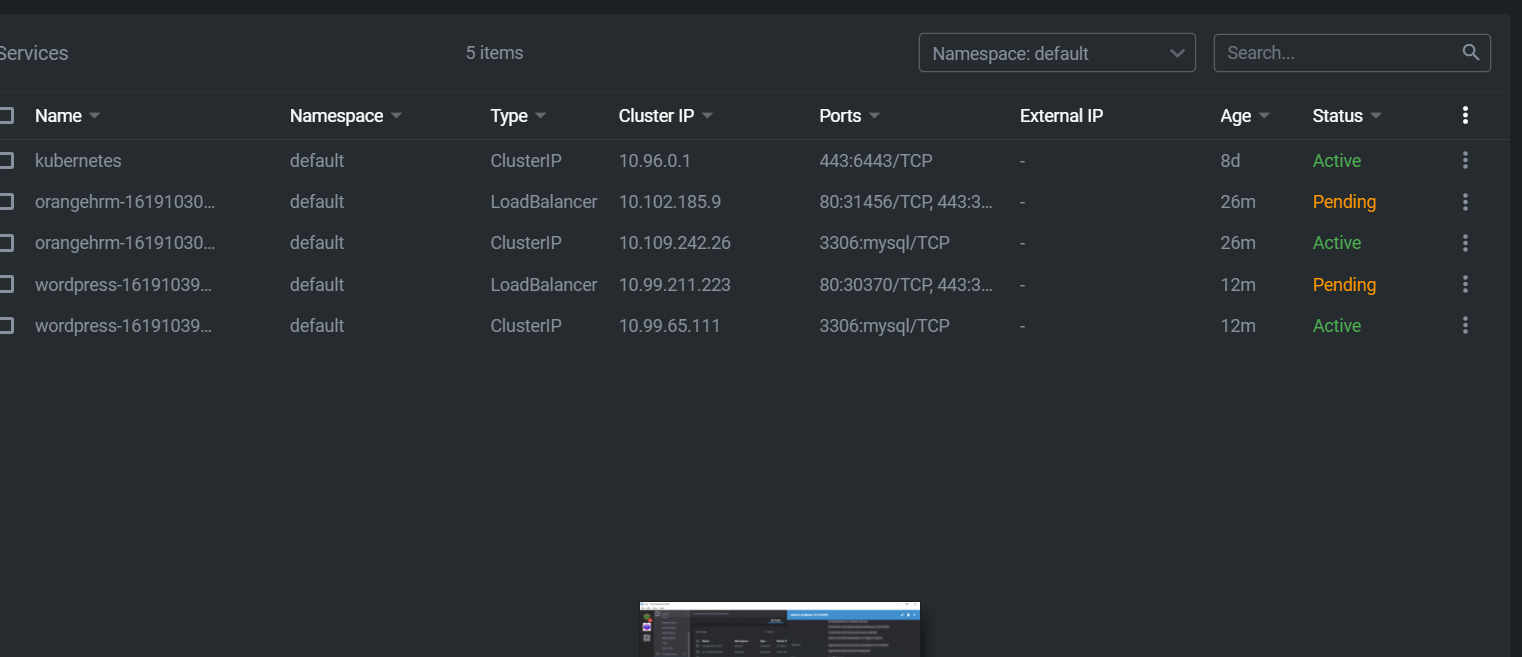 Services 5 items Namespace: default Search...
Name Namespace Type Cluster IP Ports External IP Age Status
kubernetes default ClusterIP 10.96.0.1 443:6443/TCP - 8d Active
orangehrm-16191030... default LoadBalancer 10.102.185.9 80:31456/TCP, 443:3... - 26m Pending
orangehrm-16191030... default ClusterIP 10.109.242.26 3306:mysql/TCP - 26m Active
wordpress-16191039... default LoadBalancer 10.99.211.223 80:30370/TCP, 443:3... - 12m Pending
wordpress-16191039... default ClusterIP 10.99.65.111 3306:mysql/TCP - 12m Active